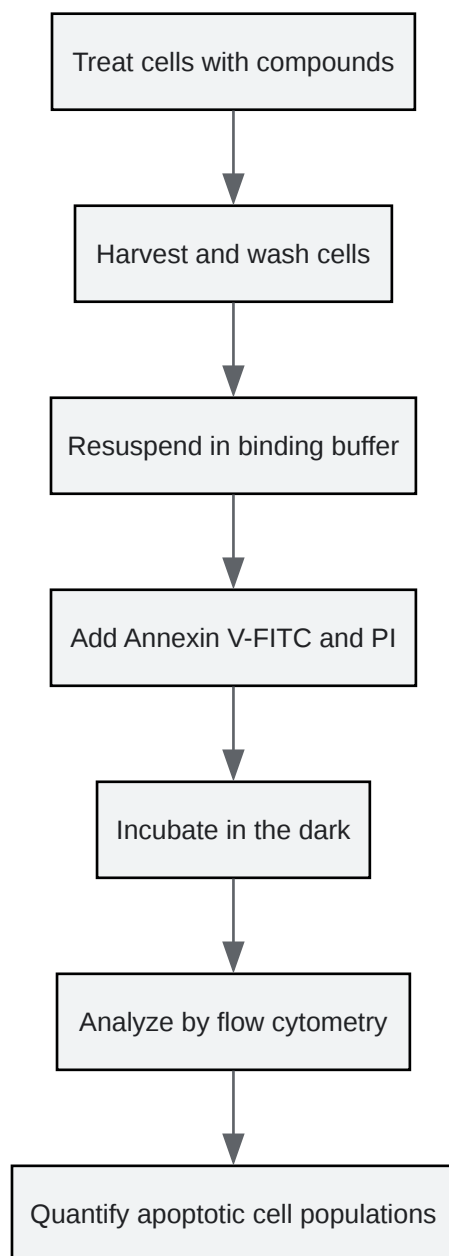 Treat cells with compounds
Harvest and wash cells
Resuspend in binding buffer
Add Annexin V-FITC and PI
Incubate in the dark
Analyze by flow cytometry
Quantify apoptotic cell populations